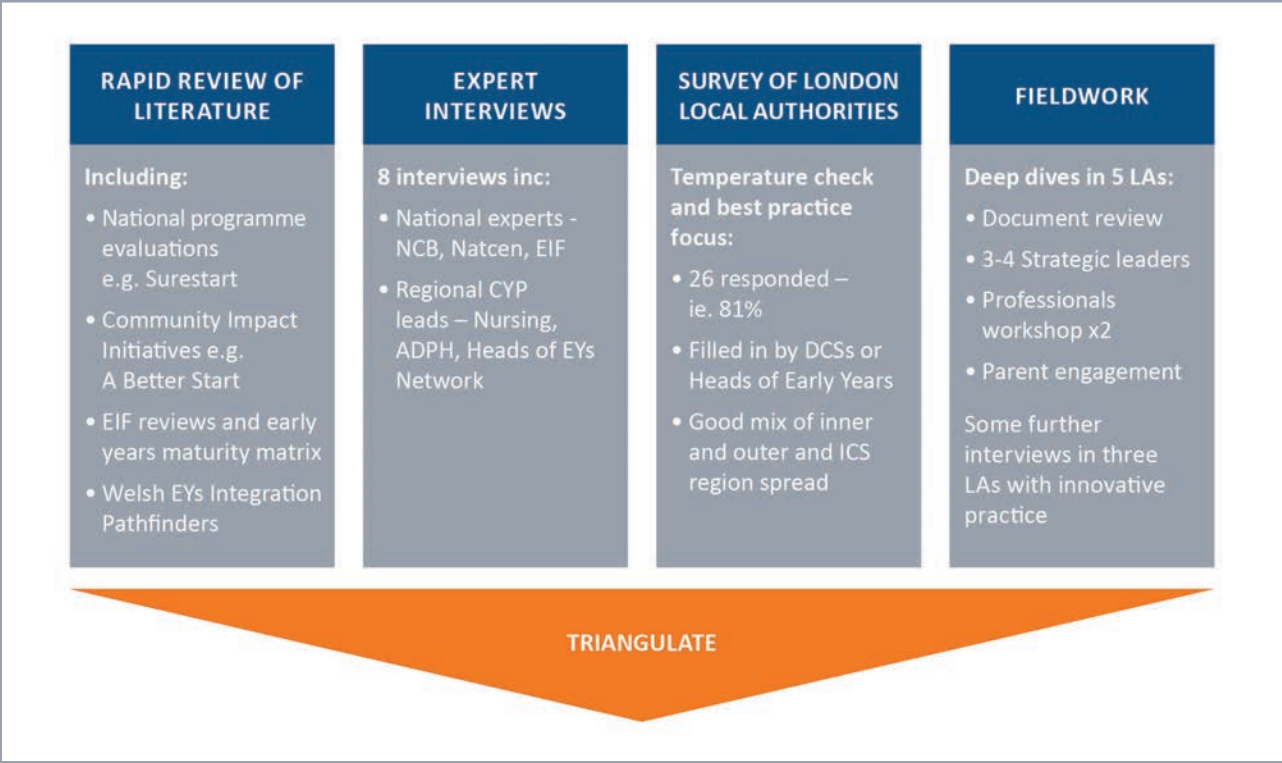 RAPID REVIEW OF
LITERATURE
Including:
• National programme
evaluations
e.g. Surestart
• Community Impact
Initiatives e.g.
A Better Start
• EIF reviews and early
years maturity matrix
• Welsh EYs Integration
Pathfinders
EXPERT
INTERVIEWS
8 interviews inc:
• National experts -
NCB, Natcen, EIF
• Regional CYP
leads – Nursing,
ADPH, Heads of EYs
Network
SURVEY OF LONDON
LOCAL AUTHORITIES
Temperature check
and best practice
focus:
• 26 responded –
ie. 81%
• Filled in by DCSs or
Heads of Early Years
• Good mix of inner
and outer and ICS
region spread
FIELDWORK
Deep dives in 5 LAs:
• Document review
• 3-4 Strategic leaders
• Professionals
workshop x2
• Parent engagement
Some further
interviews in three
LAs with innovative
practice
TRIANGULATE